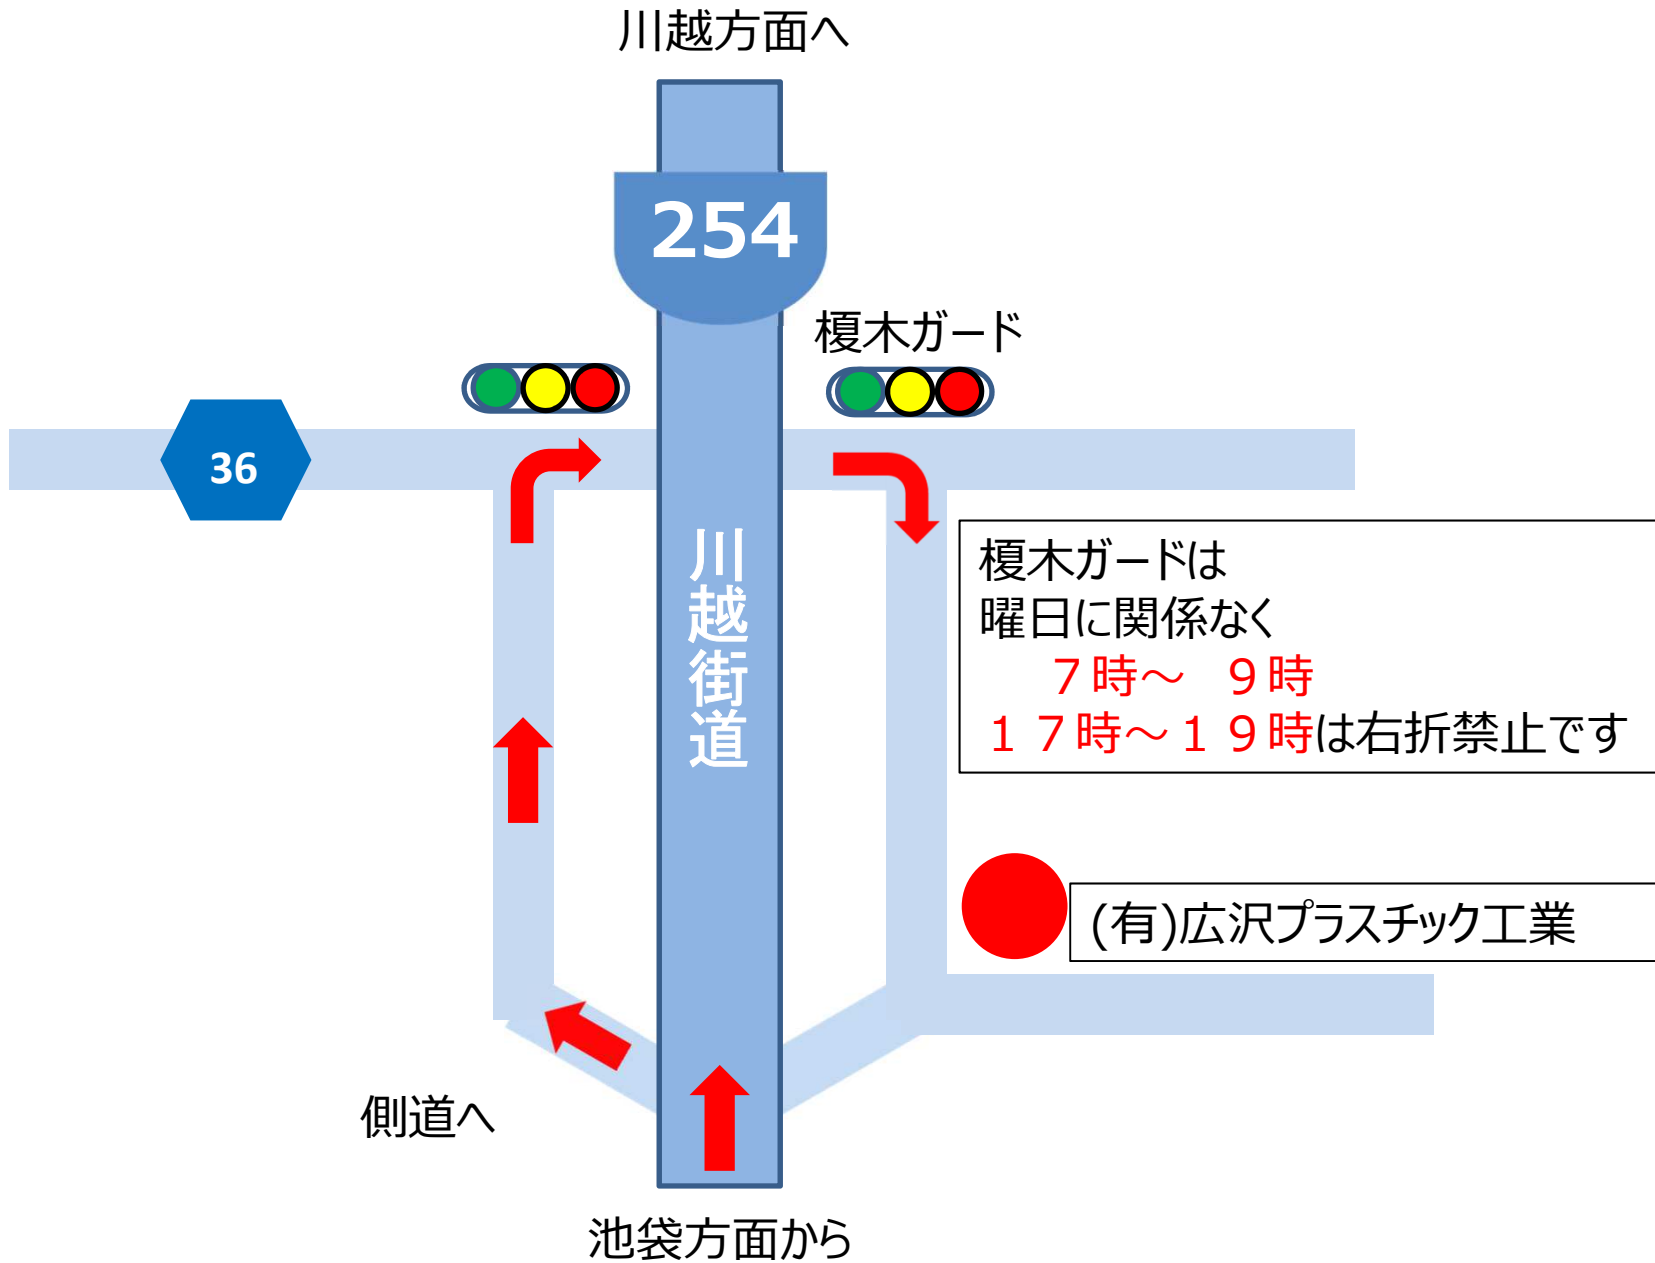 川越方面へ
254
榎木ガード
36
川越街道
榎木ガードは
曜日に関係なく
７時～　９時
１７時～１９時は右折禁止です
(有)広沢プラスチック工業
側道へ
池袋方面から